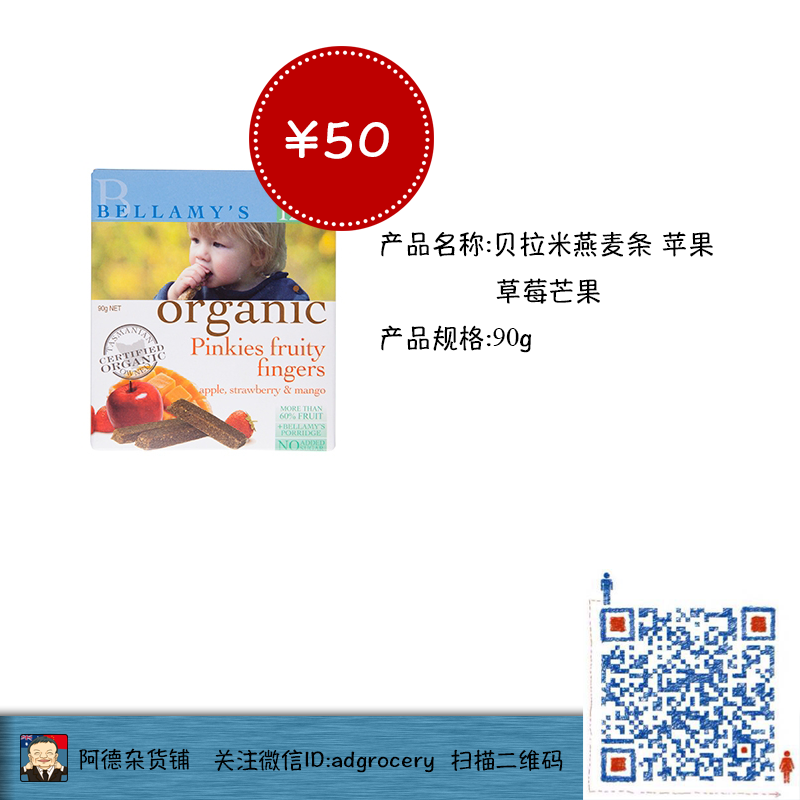 ¥50
B
BELLAMY'S
产品名称:贝拉米燕麦条 苹果
草莓芒果
产品规格:90g
90g NET
organic
TASMANIAN
CERTIFIED
ORGANIC
OWNED
Pinkies fruity
fingers
apple, strawberry & mango
MORE THAN
60% FRUIT
+BELLAMY'S
PORRIDGE
NO ADDED
阿德杂货铺 关注微信ID:adgrocery 扫描二维码